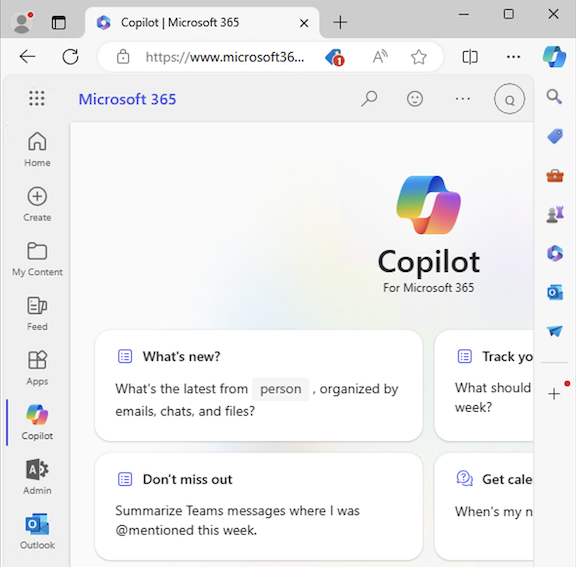 Copilot | Microsoft 365
https://www.microsoft36...
1
A
Microsoft 365
Q
Home
Create
My Content
Feed
Apps
Copilot
Admin
Outlook
Copilot
For Microsoft 365
What's new?
What's the latest from person , organized by
emails, chats, and files?
Track yo
What should
week?
Don't miss out
Summarize Teams messages where I was
@mentioned this week.
Get cale
When's my n